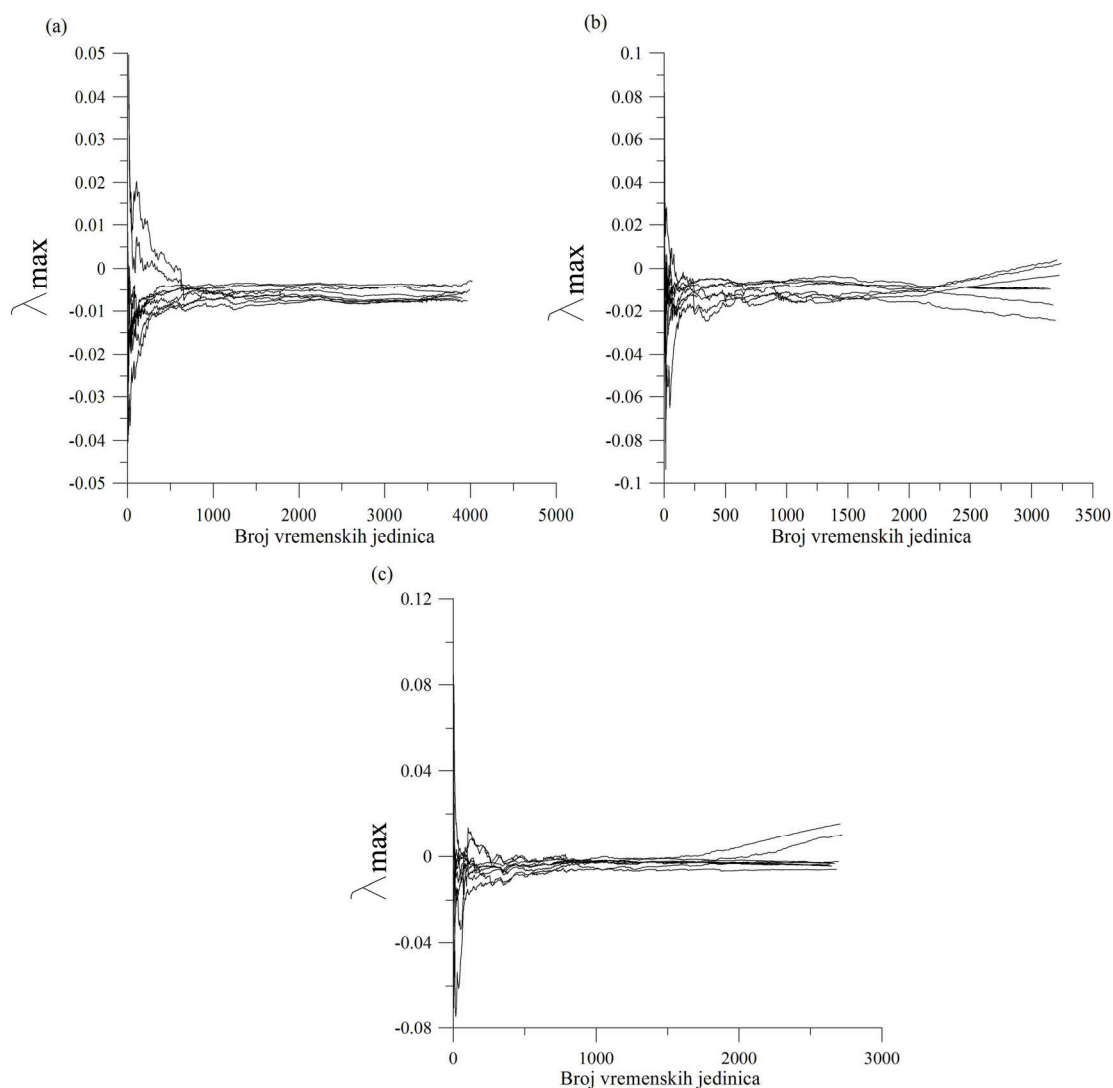 (a)
0.05
0.04
0.03
0.02
0.01
0
-0.01
-0.02
-0.03
-0.04
-0.05
λmax
0 1000 2000 3000 4000 5000
Broj vremenskih jedinica
(b)
0.1
0.08
0.06
0.04
0.02
0
-0.02
-0.04
-0.06
-0.08
-0.1
λmax
0 500 1000 1500 2000 2500 3000 3500
Broj vremenskih jedinica
(c)
0.12
0.08
0.04
0
-0.04
-0.08
λmax
0 1000 2000 3000
Broj vremenskih jedinica